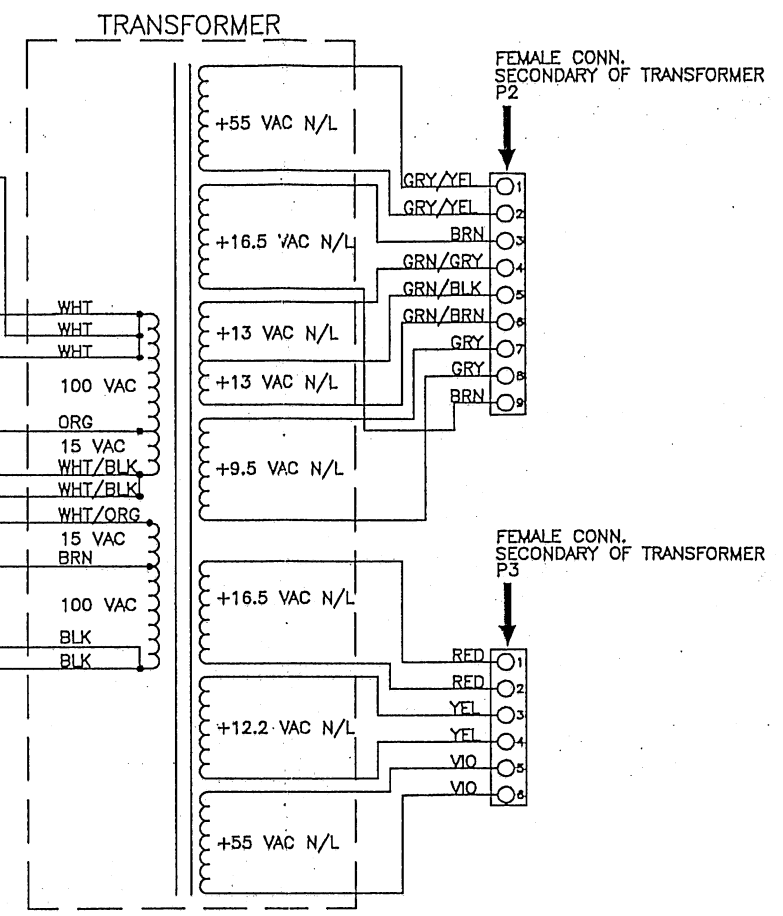 TRANSFORMER
FEMALE CONN.
SECONDARY OF TRANSFORMER
P2
+55 VAC N/L
GRY/YEL 1
GRY/YEL 2
+16.5 VAC N/L
BRN 3
GRN/GRY 4
GRN/BLK 5
GRN/BRN 6
+13 VAC N/L
GRY 7
+13 VAC N/L
GRY 8
BRN 9
+9.5 VAC N/L
WHT
WHT
WHT
100 VAC
ORG
15 VAC
WHT/BLK
WHT/BLK
WHT/ORG
15 VAC
BRN
100 VAC
BLK
BLK
FEMALE CONN.
SECONDARY OF TRANSFORMER
P3
+16.5 VAC N/L
RED 1
RED 2
YEL 3
+12.2 VAC N/L
YEL 4
VIO 5
VIO 6
+55 VAC N/L